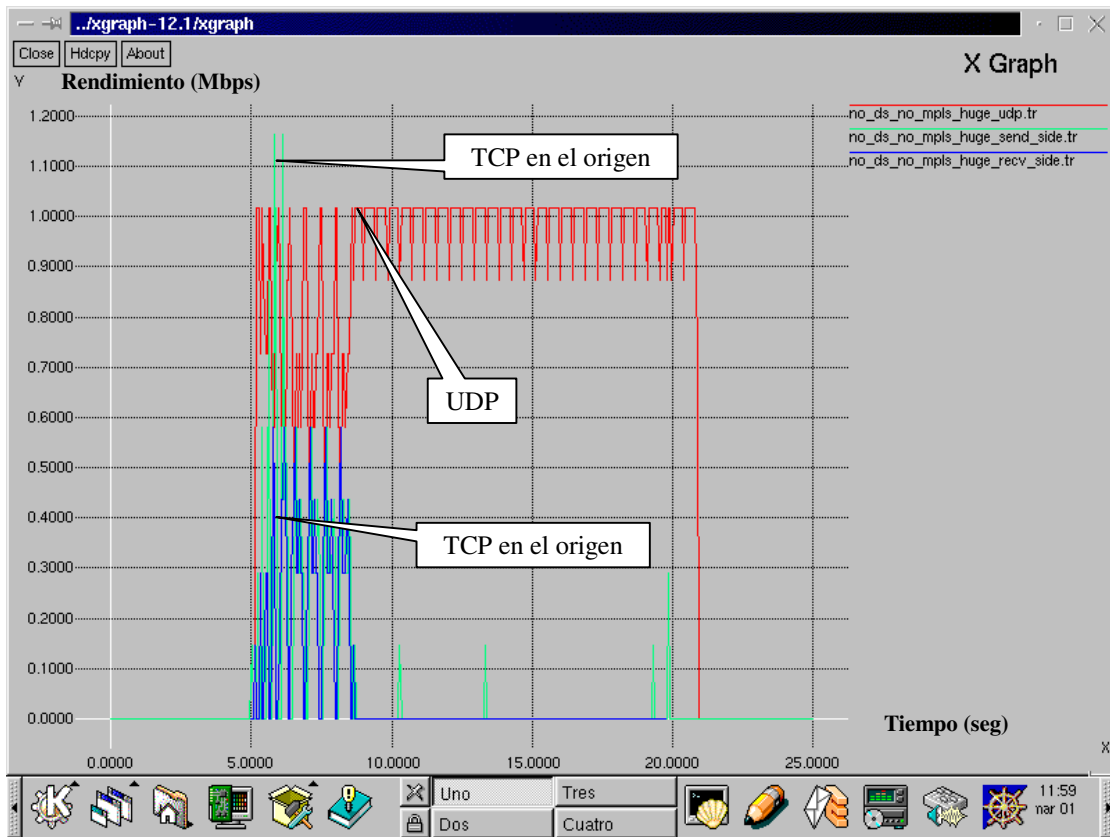 ../xgraph-12.1/xgraph
Close Hdcpy About
X Graph
Y Rendimiento (Mbps)
no_ds_no_mpls_huge_udp.tr
no_ds_no_mpls_huge_send_side.tr
no_ds_no_mpls_huge_recv_side.tr
1.2000
1.1000
1.0000
0.9000
0.8000
0.7000
0.6000
0.5000
0.4000
0.3000
0.2000
0.1000
0.0000
TCP en el origen
UDP
TCP en el origen
Tiempo (seg)
X
0.0000 5.0000 10.0000 15.0000 20.0000 25.0000
Uno Tres
Dos Cuatro
11:59
nar 01